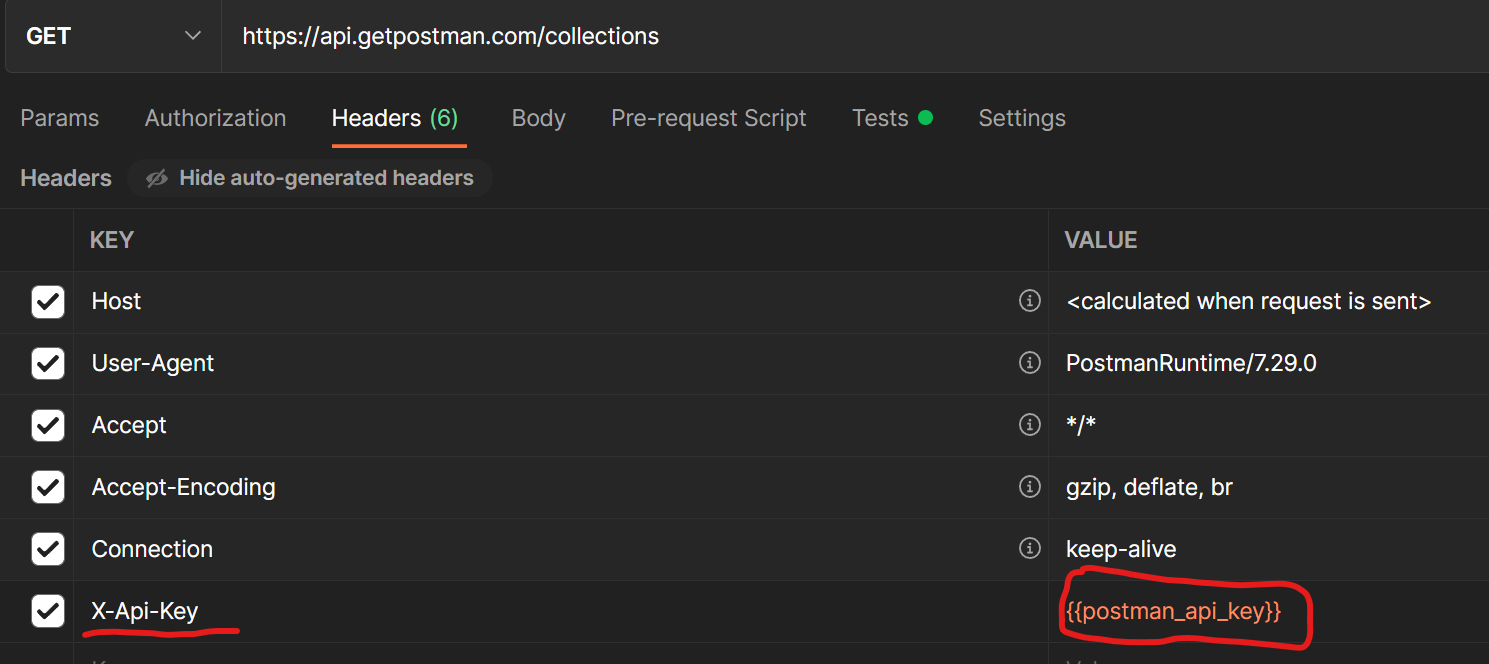 GET https://api.getpostman.com/collections
Params Authorization Headers (6) Body Pre-request Script Tests Settings
Headers Hide auto-generated headers
KEY VALUE
Host <calculated when request is sent>
User-Agent PostmanRuntime/7.29.0
Accept */*
Accept-Encoding gzip, deflate, br
Connection keep-alive
X-Api-Key {{postman_api_key}}